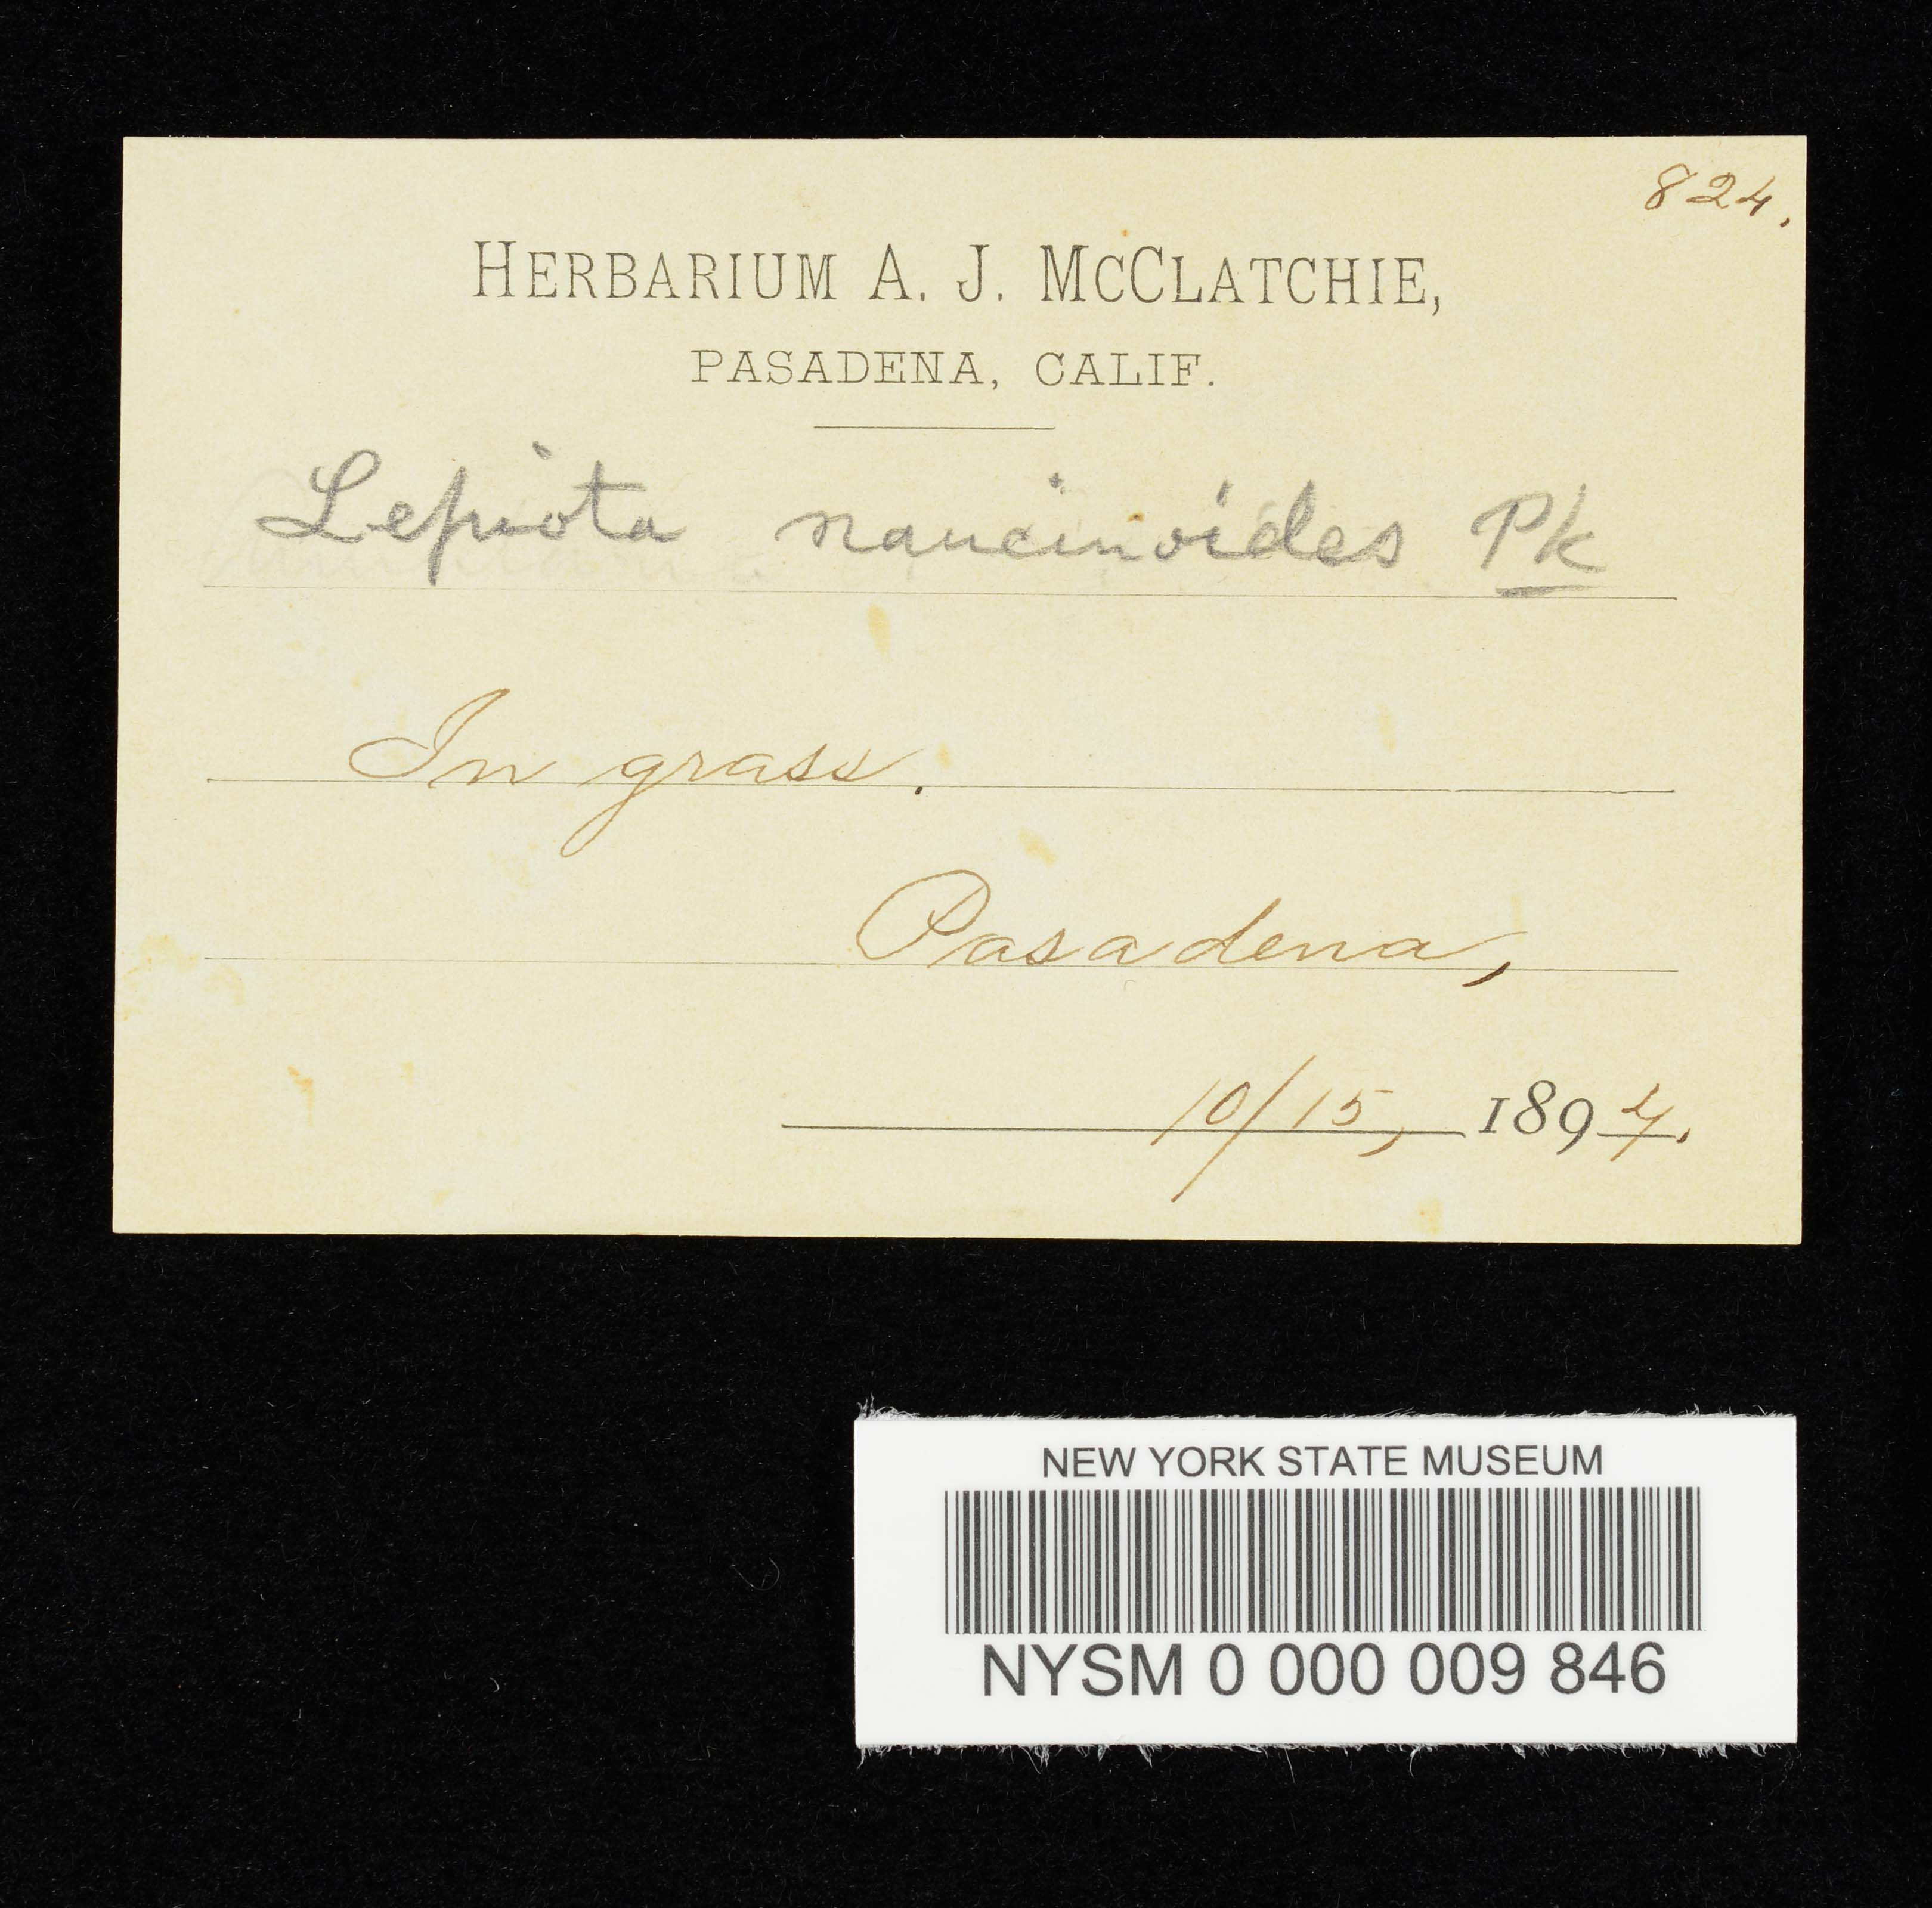 824.
HERBARIUM A. J. MCCLATCHIE,
PASADENA, CALIF.
Lepiota naucinoides Pk
In grass.
Pasadena,
10/15, 1894.
NEW YORK STATE MUSEUM
NYSM 0 000 009 846